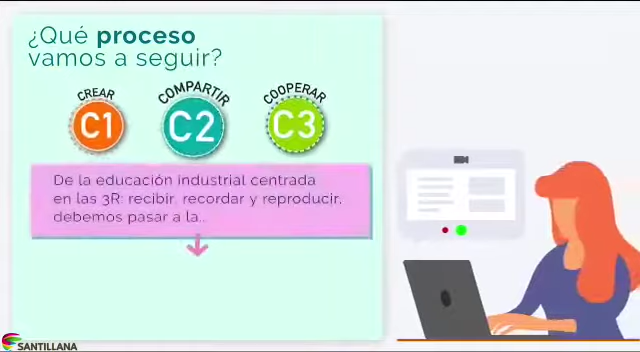 ¿Qué proceso
vamos a seguir?
CREAR
COMPARTIR
COOPERAR
C1
C2
C3
De la educación industrial centrada
en las 3R: recibir, recordar y reproducir,
debemos pasar a la..
SANTILLANA